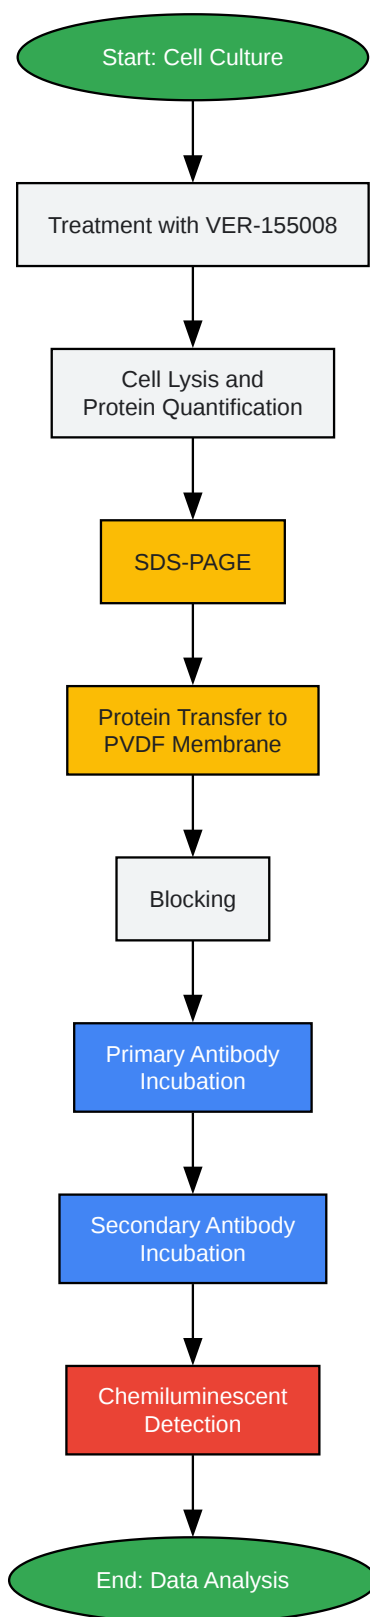 Start: Cell Culture
Treatment with VER-155008
Cell Lysis and
Protein Quantification
SDS-PAGE
Protein Transfer to
PVDF Membrane
Blocking
Primary Antibody
Incubation
Secondary Antibody
Incubation
Chemiluminescent
Detection
End: Data Analysis